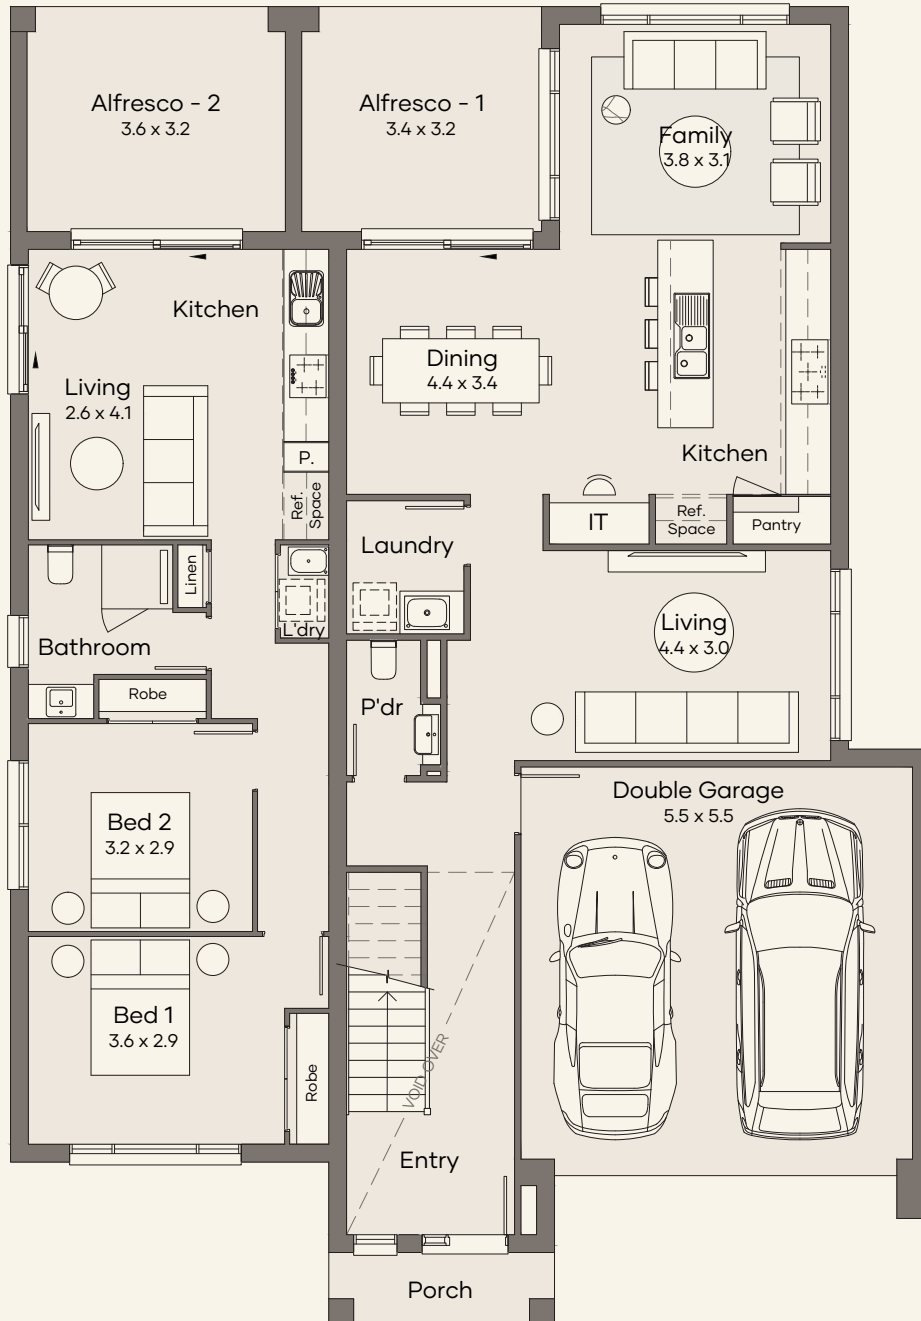 Alfresco - 2
3.6 x 3.2
Alfresco - 1
3.4 x 3.2
Family
3.8 x 3.1
Kitchen
Living
2.6 x 4.1
Dining
4.4 x 3.4
Kitchen
P.
Ref.
Space
IT
Ref.
Space
Pantry
Laundry
Linen
L'dry
Bathroom
Living
4.4 x 3.0
Robe
P'dr
Double Garage
5.5 x 5.5
Bed 2
3.2 x 2.9
Bed 1
3.6 x 2.9
Robe
VOID OVER
Entry
Porch